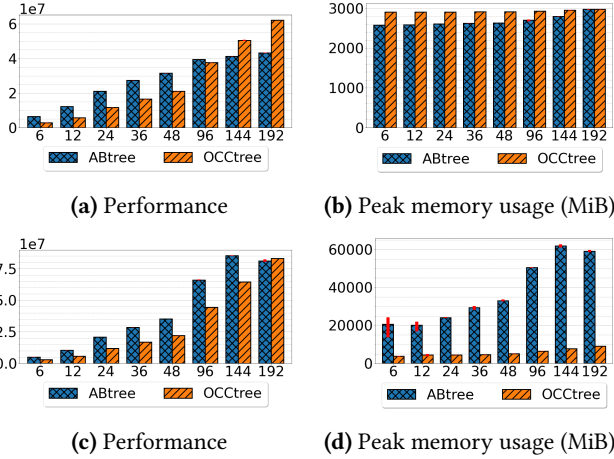 1e7
6
4
2
0
6 12 24 36 48 96 144 192
ABtree OCCtree
(a) Performance
3000
2000
1000
0
6 12 24 36 48 96 144 192
ABtree OCCtree
(b) Peak memory usage (MiB)
1e7
7.5
5.0
2.5
0.0
6 12 24 36 48 96 144 192
ABtree OCCtree
(c) Performance
60000
40000
20000
0
6 12 24 36 48 96 144 192
ABtree OCCtree
(d) Peak memory usage (MiB)